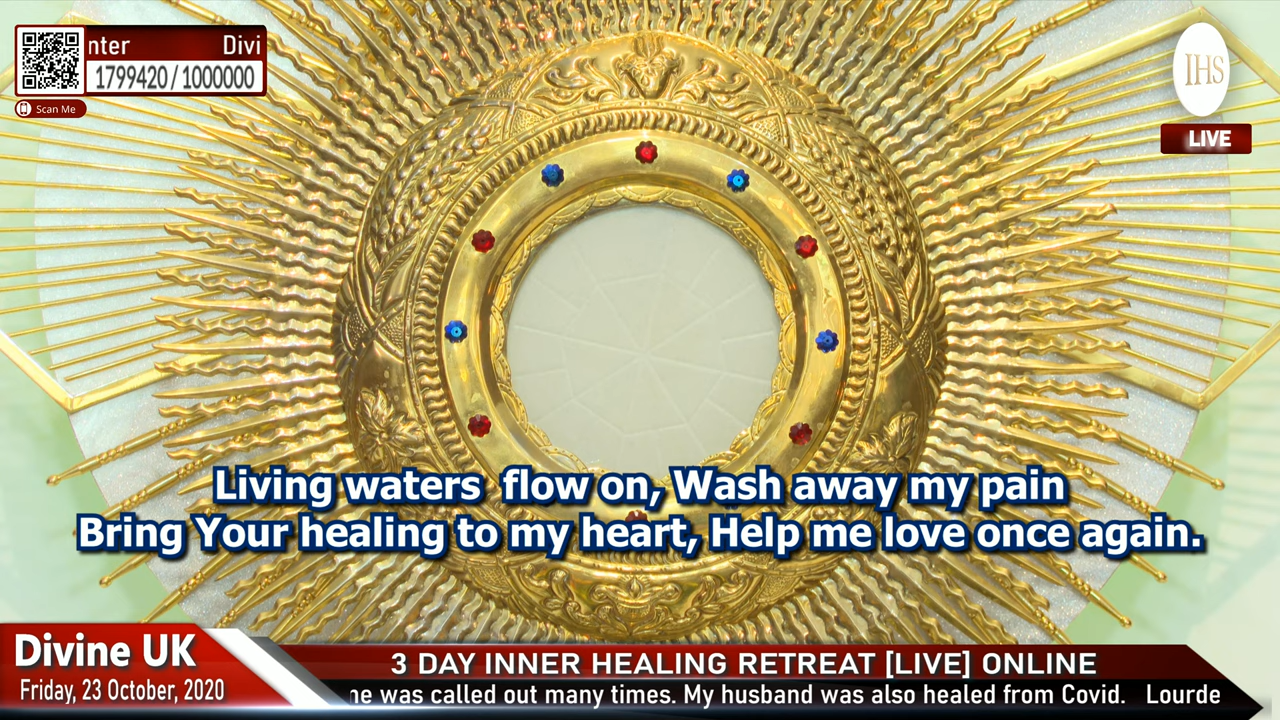 nter Divi
1799420/1000000
Scan Me
IHS
LIVE
Living waters flow on, Wash away my pain
Bring Your healing to my heart, Help me love once again.
Divine UK
Friday, 23 October, 2020
3 DAY INNER HEALING RETREAT [LIVE] ONLINE
ne was called out many times. My husband was also healed from Covid. Lourde